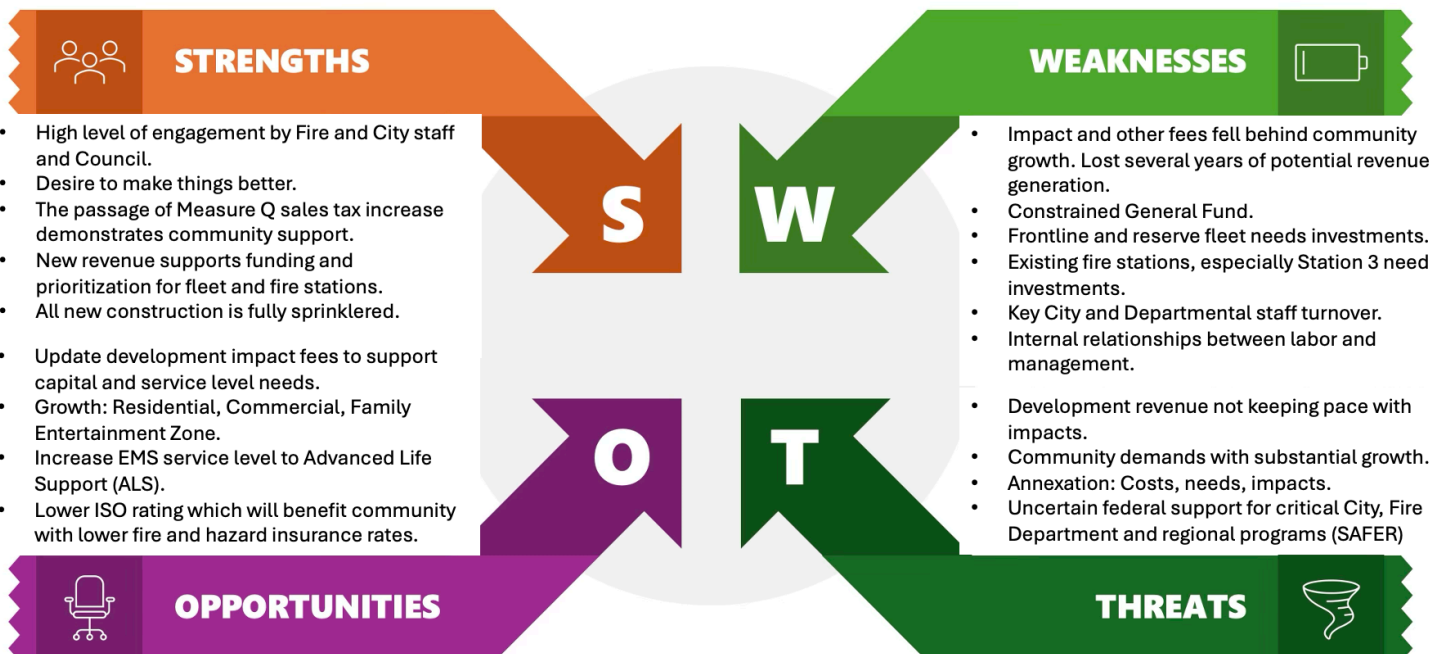 STRENGTHS
• High level of engagement by Fire and City staff
and Council.
• Desire to make things better.
• The passage of Measure Q sales tax increase
demonstrates community support.
• New revenue supports funding and
prioritization for fleet and fire stations.
• All new construction is fully sprinklered.
S
WEAKNESSES
• Impact and other fees fell behind community
growth. Lost several years of potential revenue
generation.
• Constrained General Fund.
• Frontline and reserve fleet needs investments.
• Existing fire stations, especially Station 3 need
investments.
• Key City and Departmental staff turnover.
• Internal relationships between labor and
management.
W
• Update development impact fees to support
capital and service level needs.
• Growth: Residential, Commercial, Family
Entertainment Zone.
• Increase EMS service level to Advanced Life
Support (ALS).
• Lower ISO rating which will benefit community
with lower fire and hazard insurance rates.
O
OPPORTUNITIES
• Development revenue not keeping pace with
impacts.
• Community demands with substantial growth.
• Annexation: Costs, needs, impacts.
• Uncertain federal support for critical City, Fire
Department and regional programs (SAFER)
T
THREATS